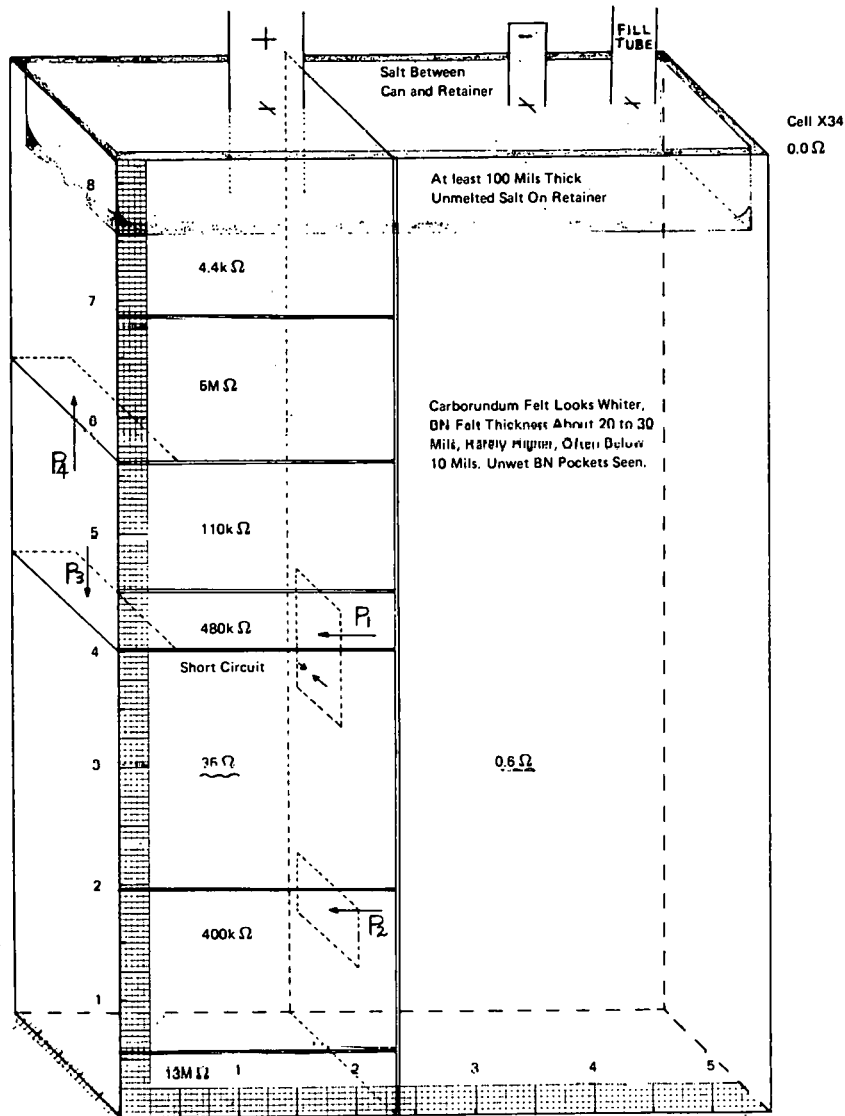 +
-
FILL
TUBE
Salt Between
Can and Retainer
Cell X34
0.0 Ω
At least 100 Mils Thick
Unmelted Salt On Retainer
8
4.4k Ω
7
6M Ω
6
Carborundum Felt Looks Whiter,
BN Felt Thickness About 20 to 30
Mils, Rarely Higher, Often Below
10 Mils. Unwet BN Pockets Seen.
P4
5
110k Ω
P3
480k Ω
P1
4
Short Circuit
3
36 Ω
0.6 Ω
2
P2
400k Ω
1
13M Ω
1
2
3
4
5